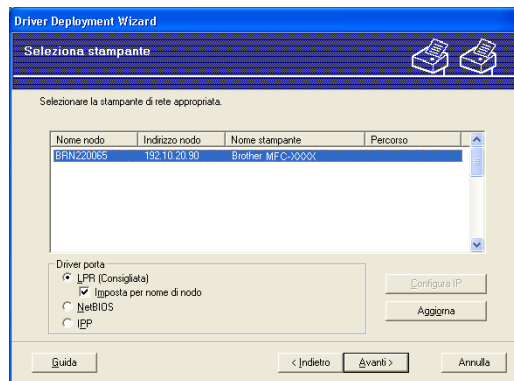 Driver Deployment Wizard
Seleziona stampante
Selezionare la stampante di rete appropriata.
Nome nodo Indirizzo nodo Nome stampante Percorso
BRN220065 192.10.20.90 Brother MFC-XXXX
Driver porta
LPR (Consigliata)
Imposta per nome di nodo
NetBIOS
IPP
Configura IP
Aggiorna
Guida
< Indietro
Avanti >
Annulla